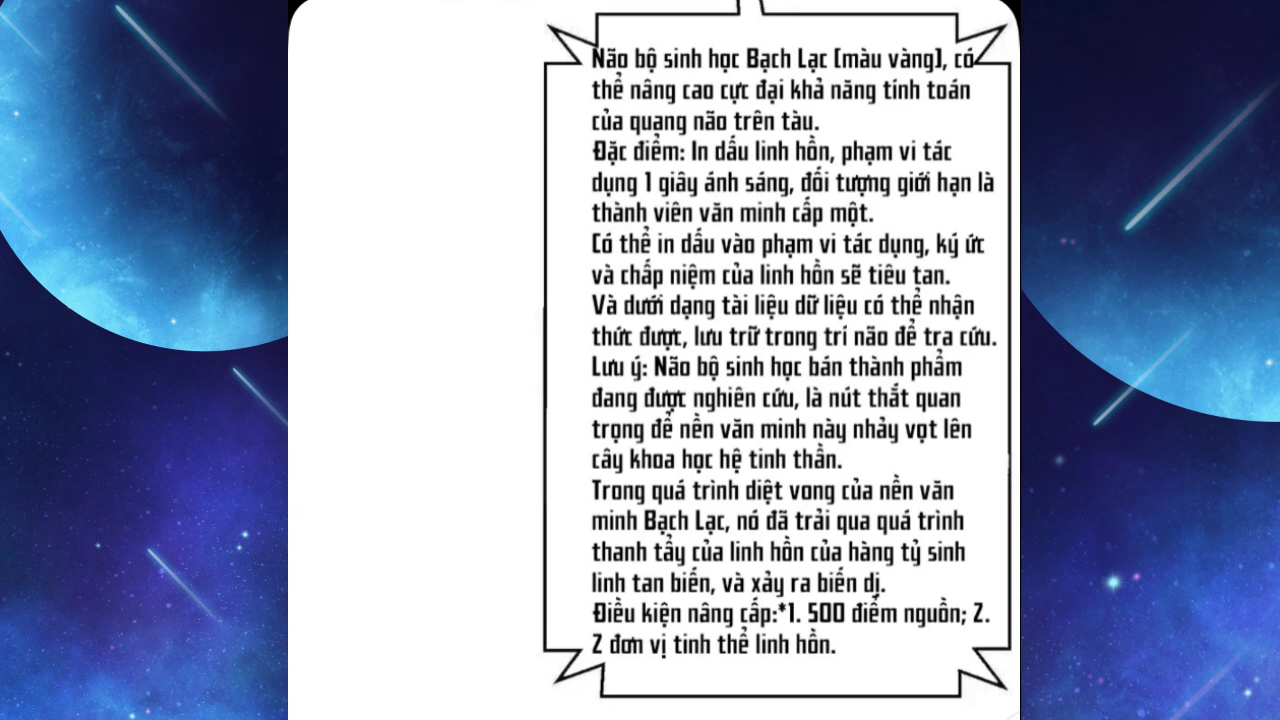 Não bộ sinh học Bạch Lạc [màu vàng], có
thể nâng cao cực đại khả năng tính toán
của quang não trên tàu.
Đặc điểm: In dấu linh hồn, phạm vi tác
dụng 1 giây ánh sáng, đối tượng giới hạn là
thành viên văn minh cấp một.
Có thể in dấu vào phạm vi tác dụng, ký ức
và chấp niệm của linh hồn sẽ tiêu tan.
Và dưới dạng tài liệu dữ liệu có thể nhận
thức được, lưu trữ trong trí não để tra cứu.
Lưu ý: Não bộ sinh học bán thành phẩm
đang được nghiên cứu, là nút thắt quan
trọng để nền văn minh này nhảy vọt lên
cây khoa học hệ tinh thần.
Trong quá trình diệt vong của nền văn
minh Bạch Lạc, nó đã trải qua quá trình
thanh tẩy của linh hồn của hàng tỷ sinh
linh tan biến, và xảy ra biến dị.
Điều kiện nâng cấp:*1. 500 điểm nguồn; 2.
2 đơn vị tinh thể linh hồn.